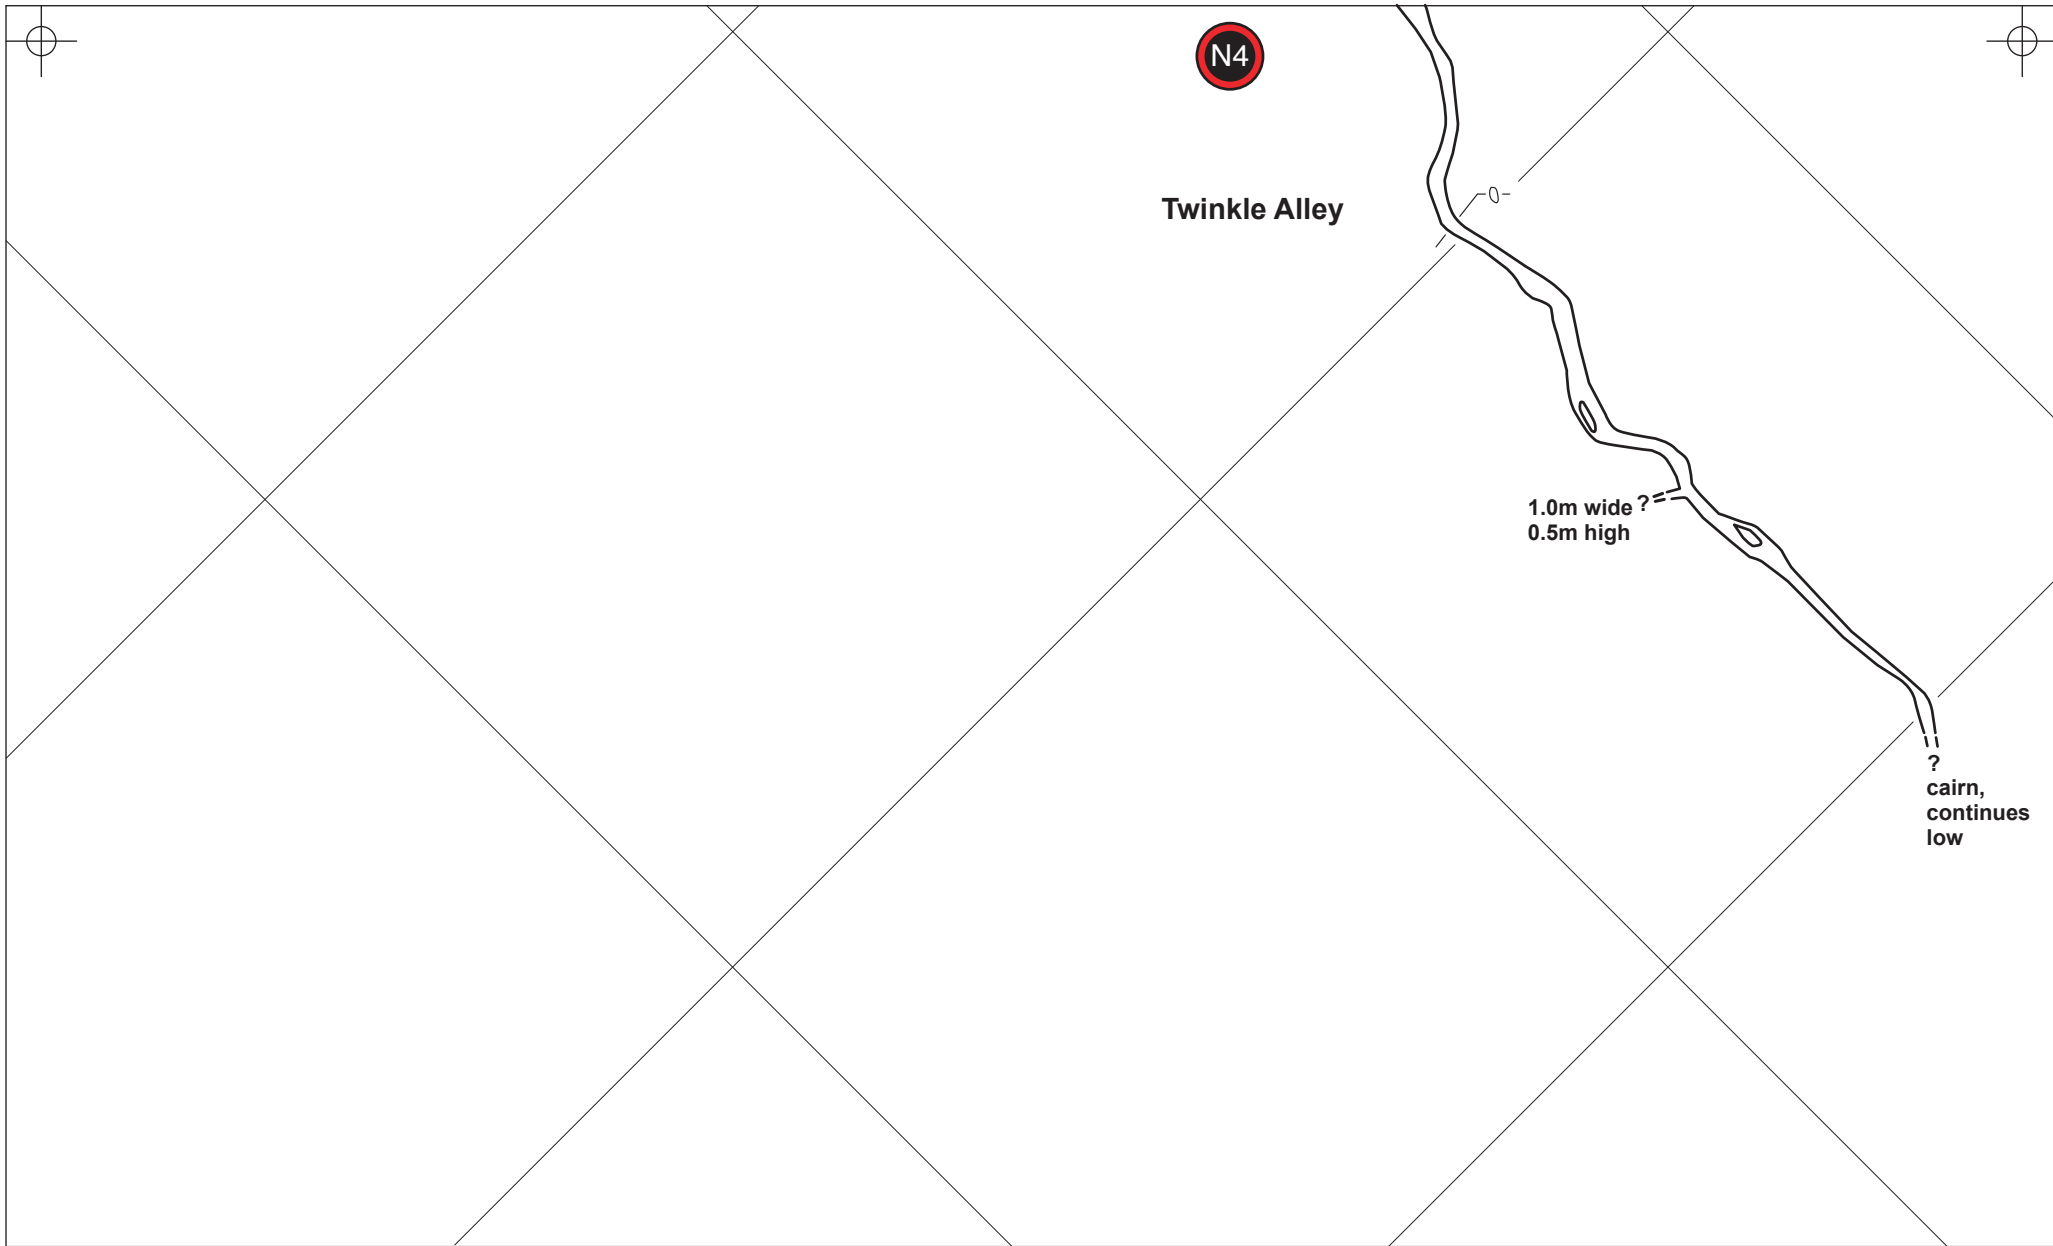 N4
Twinkle Alley
1.0m wide ?
0.5m high
?
cairn,
continues
low